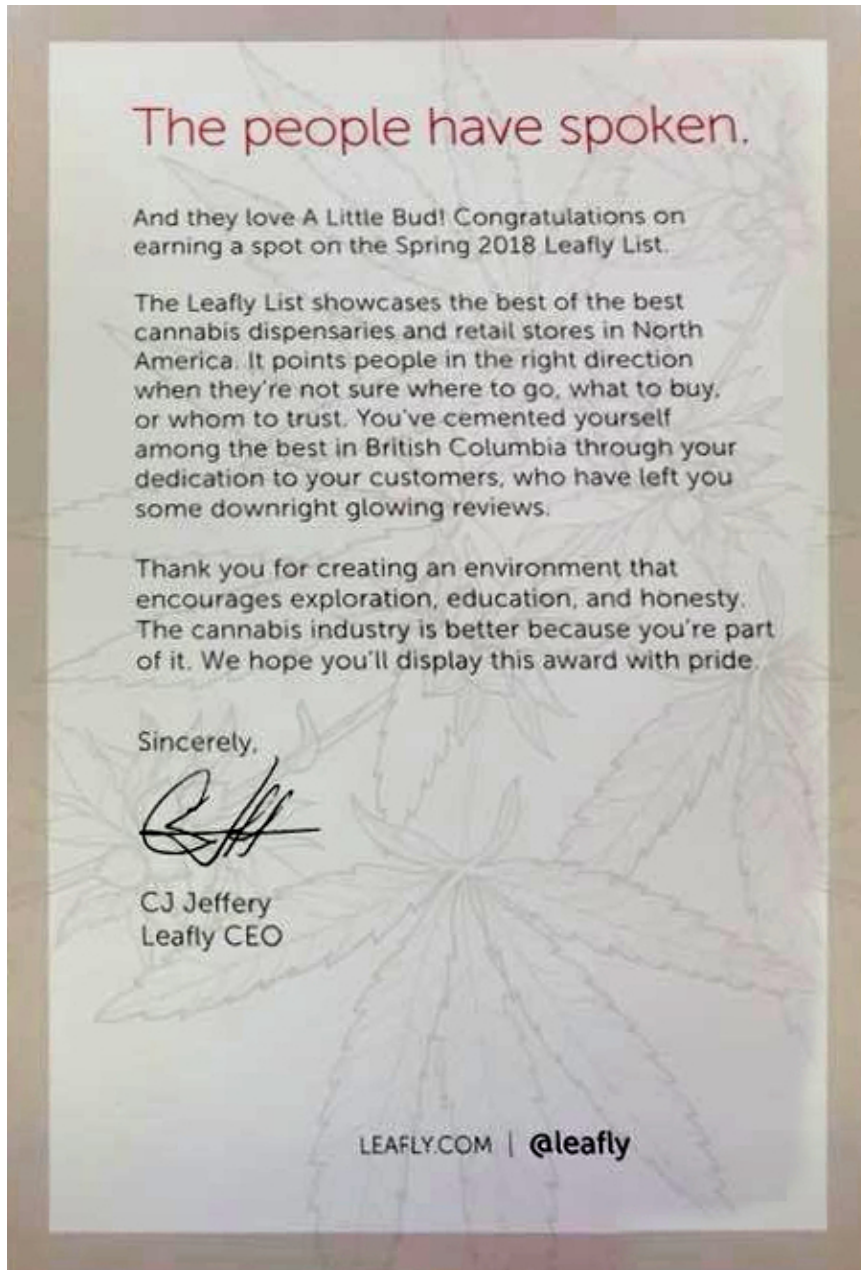 The people have spoken.
And they love A Little Bud! Congratulations on
earning a spot on the Spring 2018 Leafly List.
The Leafly List showcases the best of the best
cannabis dispensaries and retail stores in North
America. It points people in the right direction
when they're not sure where to go, what to buy,
or whom to trust. You've cemented yourself
among the best in British Columbia through your
dedication to your customers, who have left you
some downright glowing reviews.
Thank you for creating an environment that
encourages exploration, education, and honesty.
The cannabis industry is better because you're part
of it. We hope you'll display this award with pride.
Sincerely,
CJ Jeffery
Leafly CEO
LEAFLY.COM | @leafly